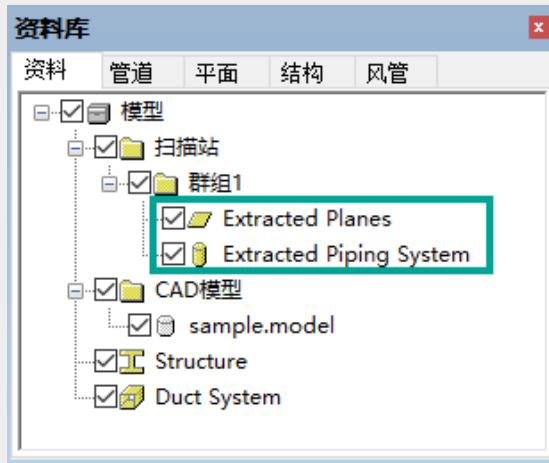 资料库
资料 管道 平面 结构 风管
模型
扫描站
群组1
Extracted Planes
Extracted Piping System
CAD模型
sample.model
Structure
Duct System